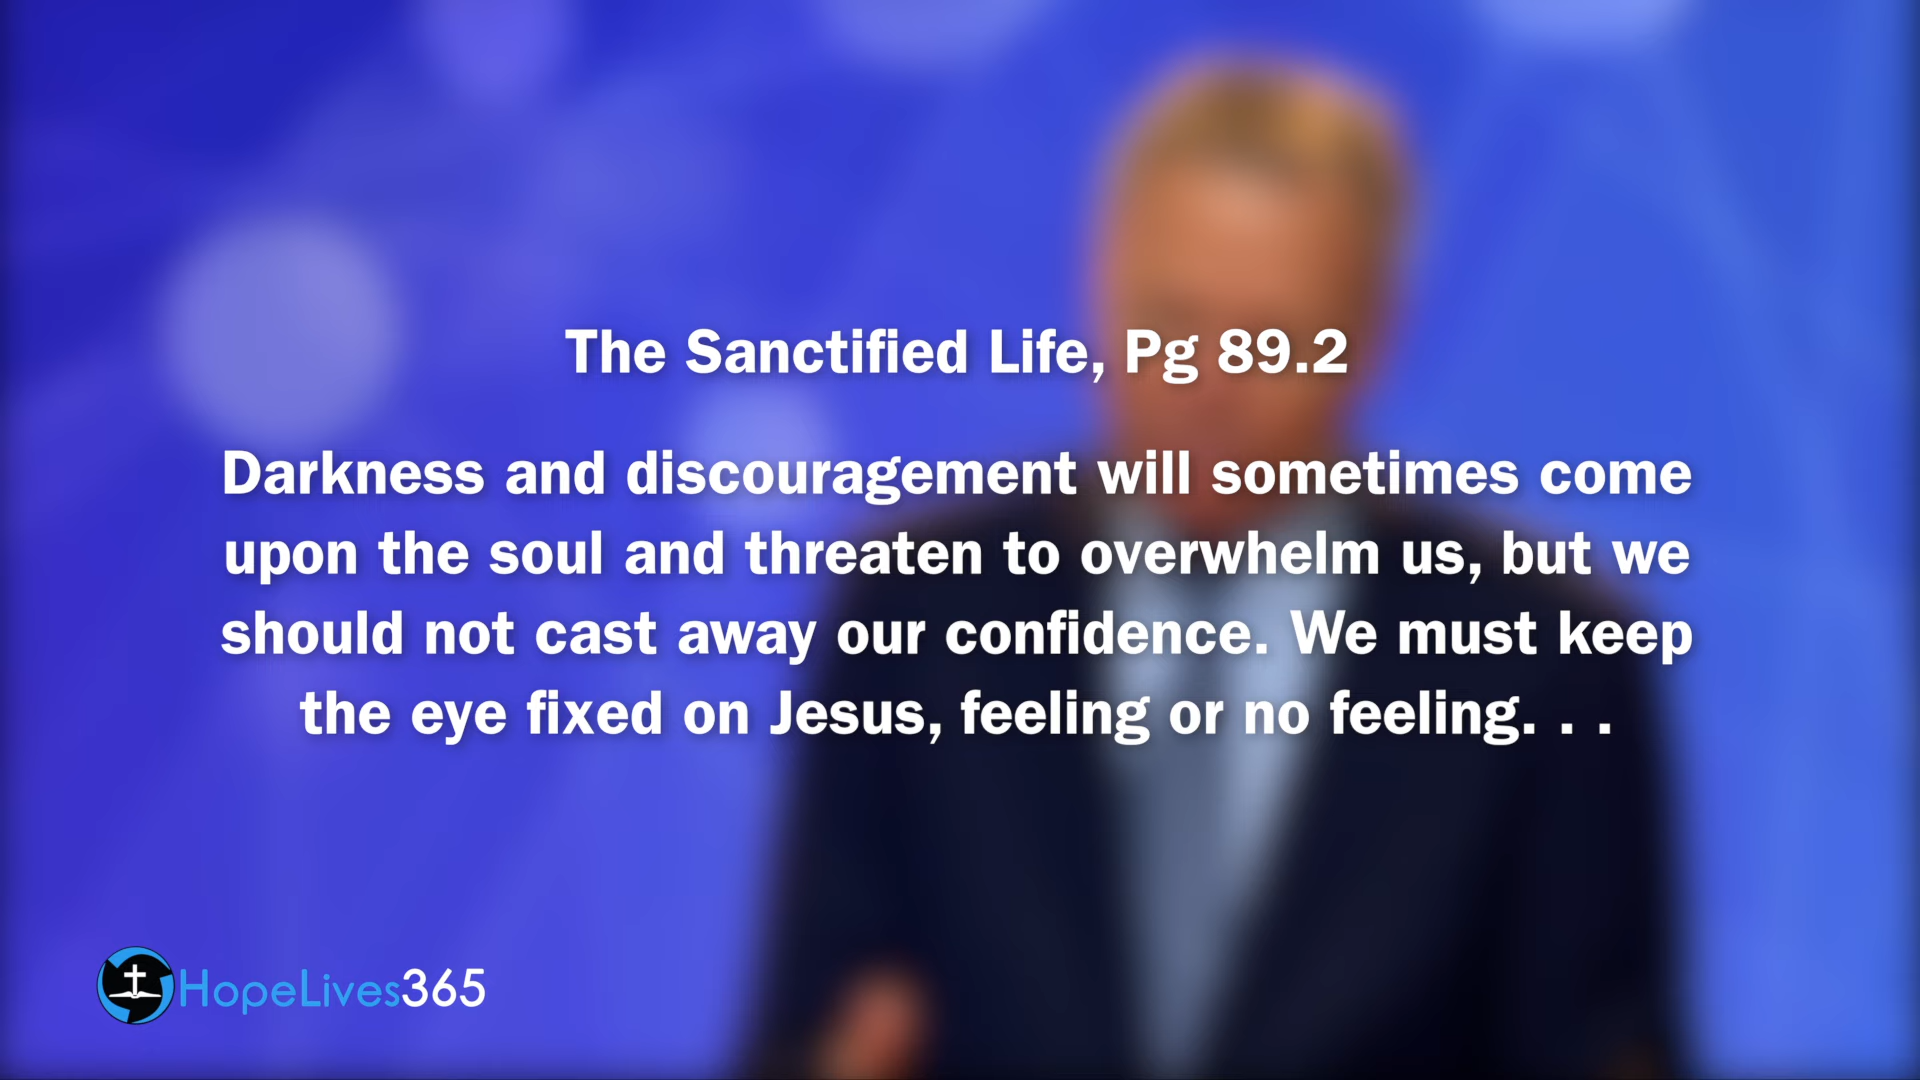 The Sanctified Life, Pg 89.2
Darkness and discouragement will sometimes come
upon the soul and threaten to overwhelm us, but we
should not cast away our confidence. We must keep
the eye fixed on Jesus, feeling or no feeling. . .
HopeLives365